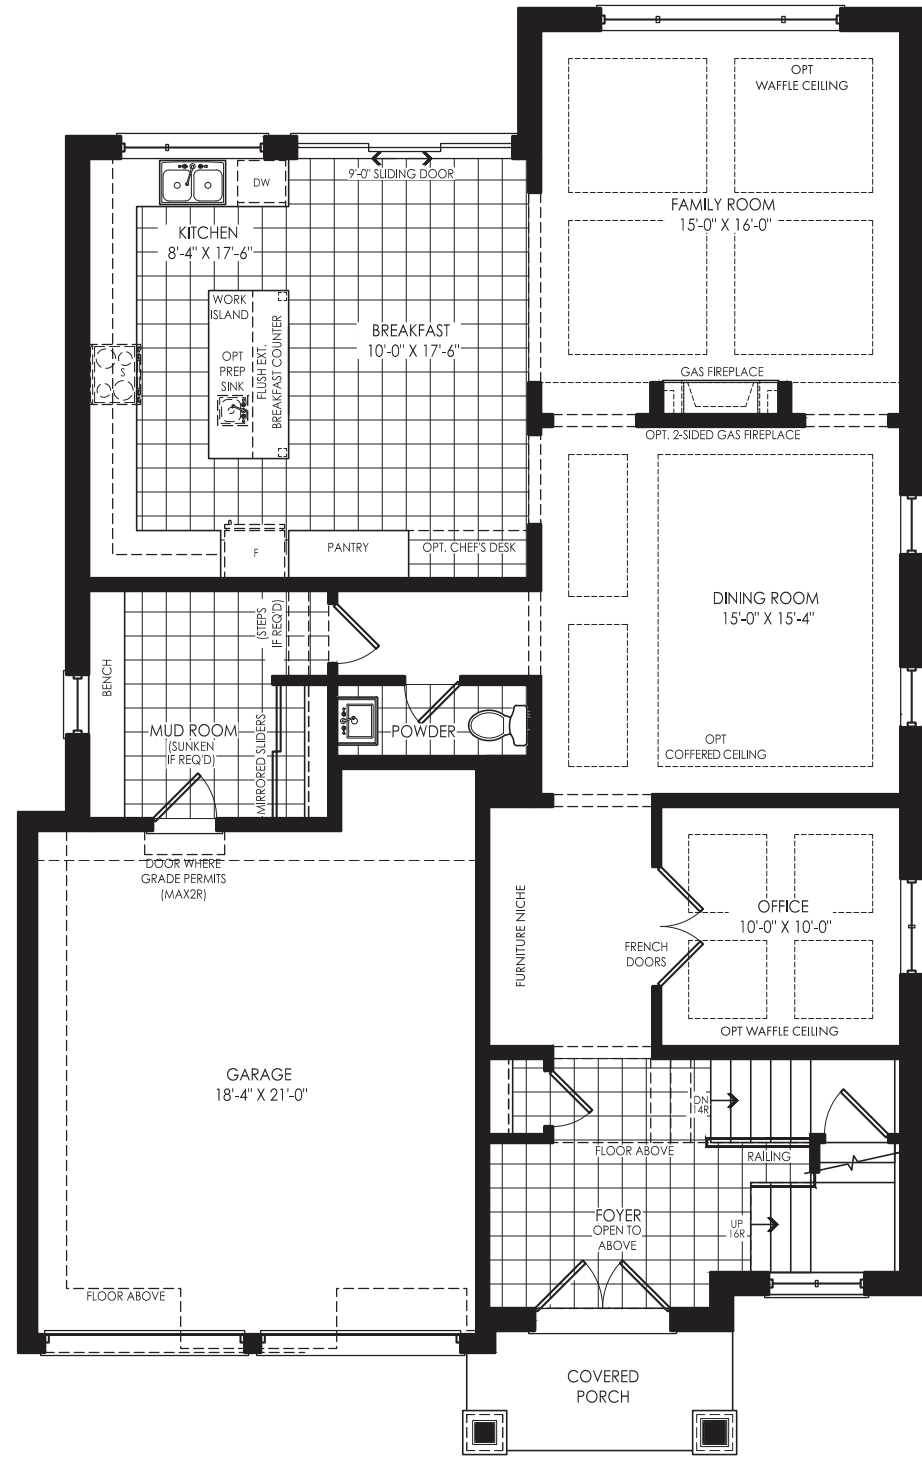 OPT
WAFFLE CEILING
9'-0" SLIDING DOOR
DW
FAMILY ROOM
15'-0" X 16'-0"
KITCHEN
8'-4" X 17'-6"
WORK
ISLAND
BREAKFAST
10'-0" X 17'-6"
OPT
PREP
SINK
FLUSH EXT.
BREAKFAST COUNTER
S
GAS FIREPLACE
OPT. 2-SIDED GAS FIREPLACE
F
PANTRY
OPT. CHEF'S DESK
DINING ROOM
15'-0" X 15'-4"
(STEPS
IF REQ'D)
BENCH
MUD ROOM
(SUNKEN
IF REQ'D)
MIRRORED SLIDERS
POWDER
OPT
COFFERED CEILING
DOOR WHERE
GRADE PERMITS
(MAX2R)
FURNITURE NICHE
OFFICE
10'-0" X 10'-0"
FRENCH
DOORS
OPT WAFFLE CEILING
GARAGE
18'-4" X 21'-0"
DN
14R
FLOOR ABOVE
RAILING
FOYER
OPEN TO
ABOVE
UP
16R
FLOOR ABOVE
COVERED
PORCH